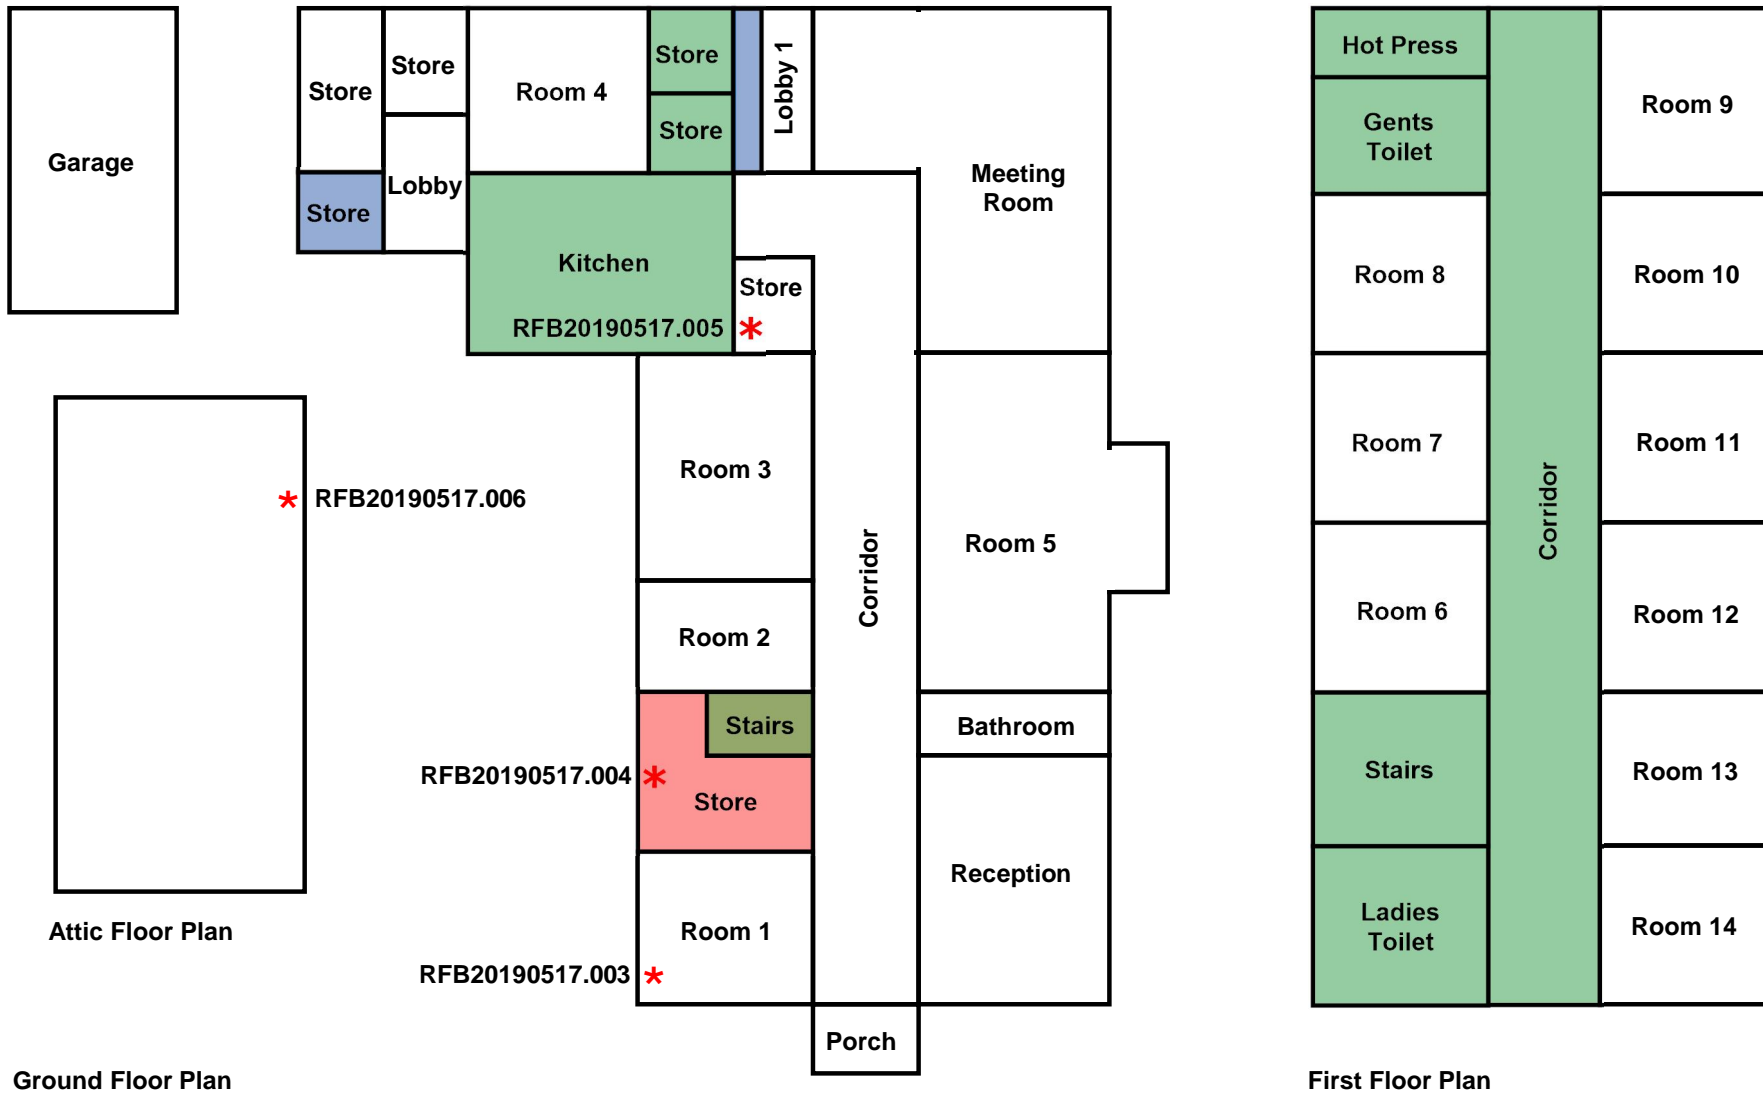 Garage
Store
Store
Room 4
Store
Store
Lobby 1
Lobby
Store
Kitchen
Store
RFB20190517.005 *
Meeting
Room
Room 3
Corridor
Room 5
Room 2
Stairs
Bathroom
RFB20190517.004 *
Store
Reception
Room 1
RFB20190517.003 *
Porch
Ground Floor Plan
* RFB20190517.006
Attic Floor Plan
Hot Press
Gents
Toilet
Room 9
Room 8
Room 10
Room 7
Room 11
Corridor
Room 6
Room 12
Stairs
Room 13
Ladies
Toilet
Room 14
First Floor Plan